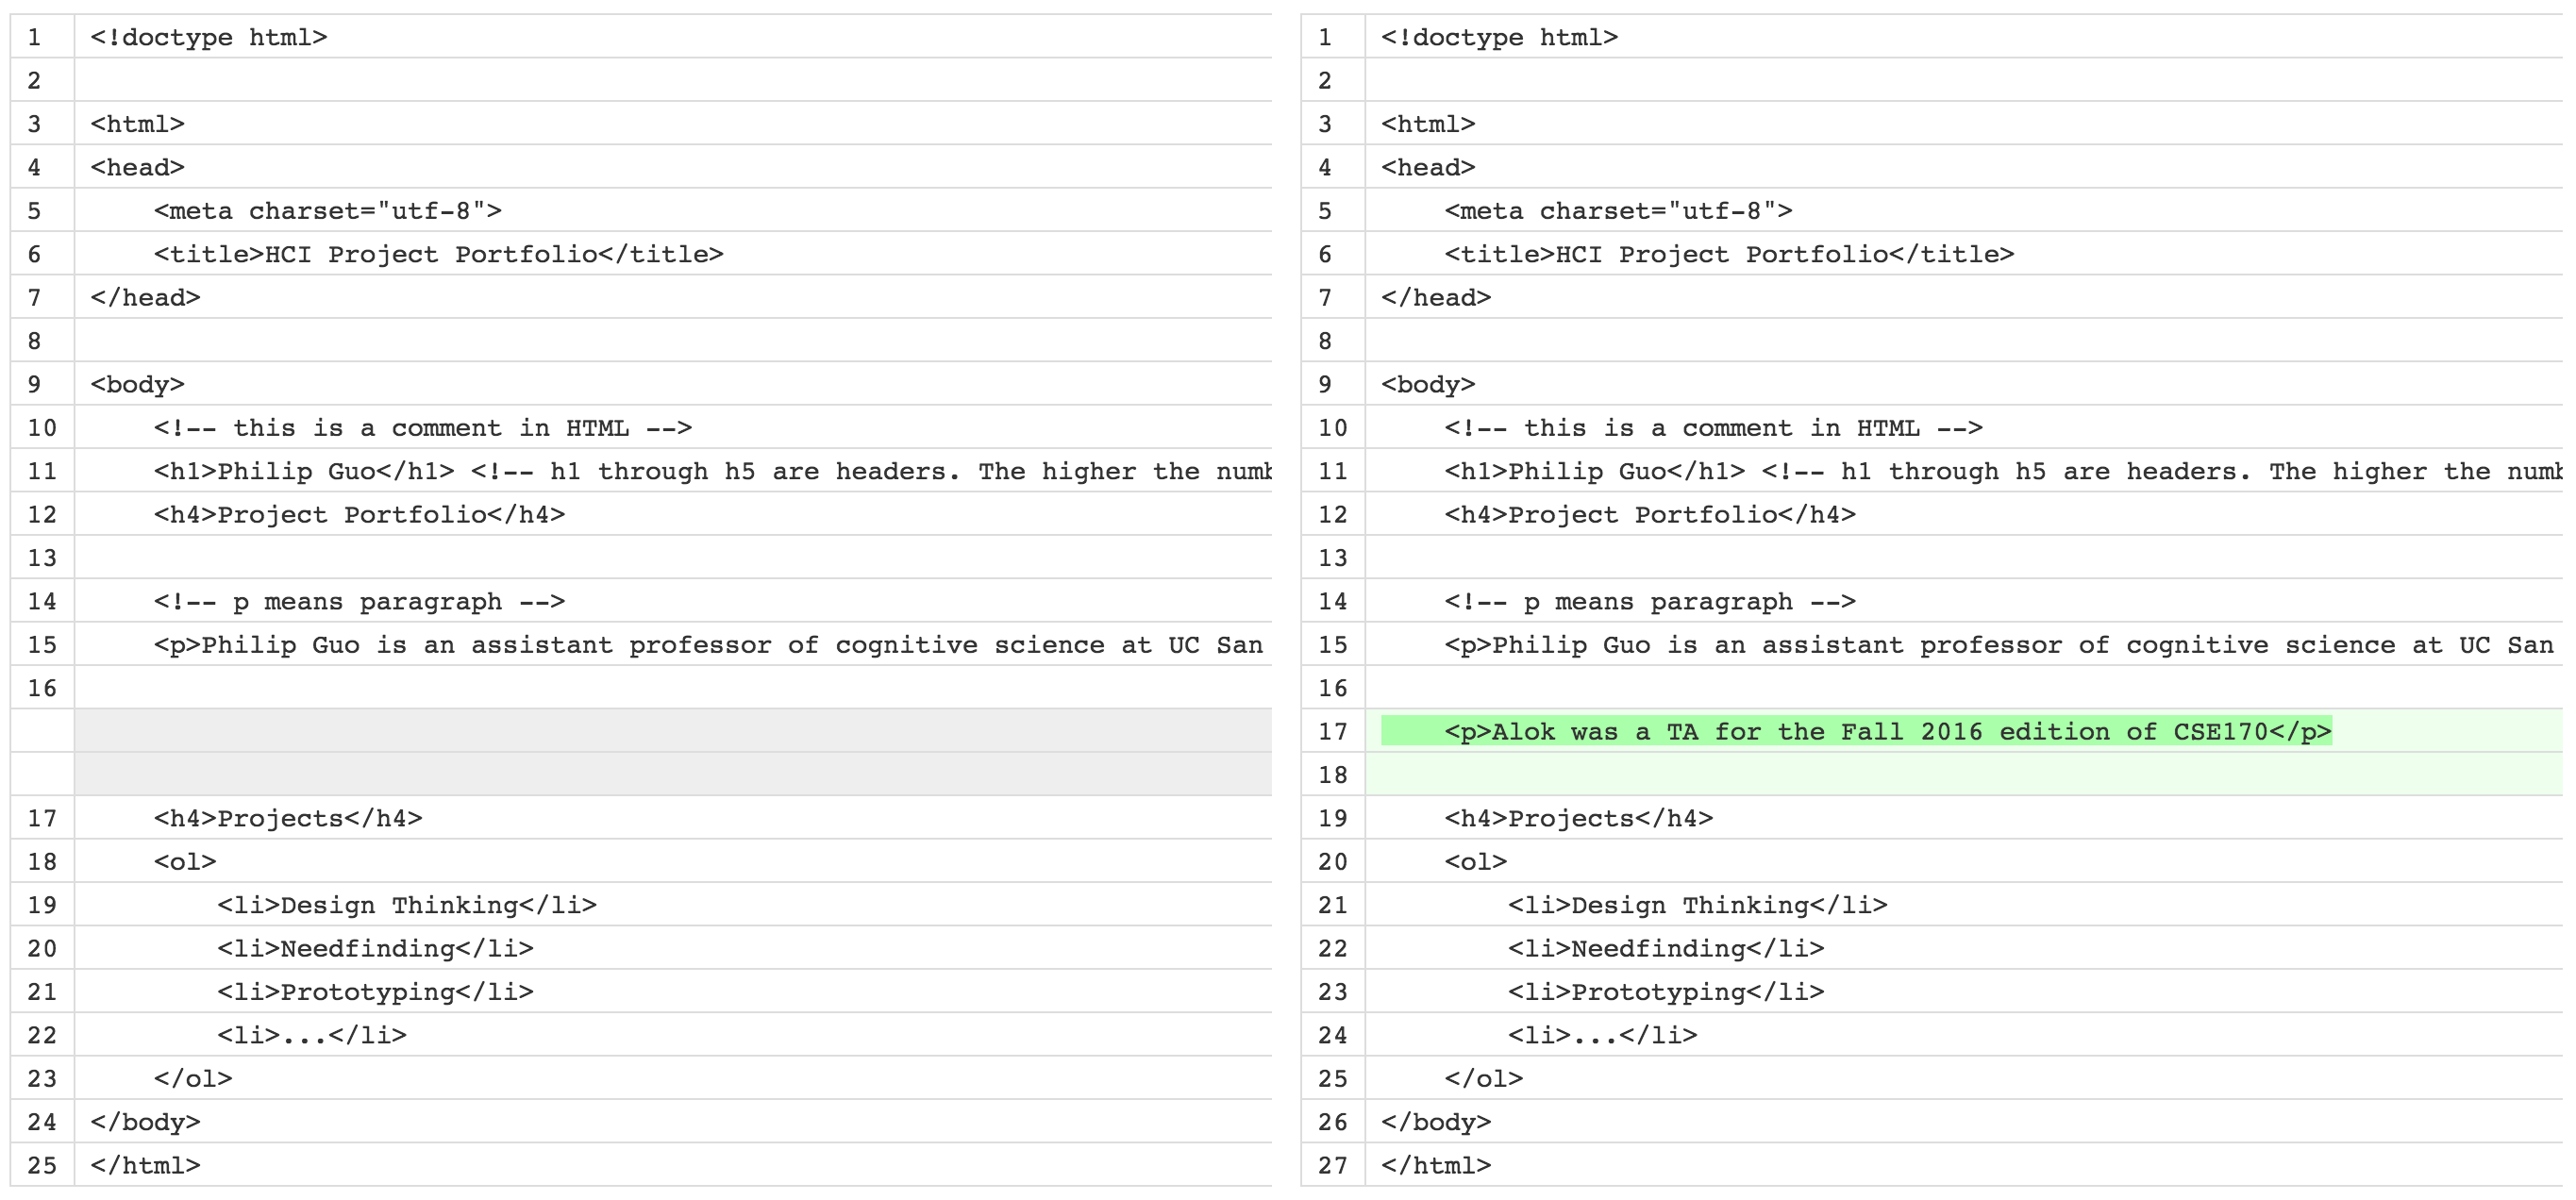 1 <!doctype html>
2
3 <html>
4 <head>
5     <meta charset="utf-8">
6     <title>HCI Project Portfolio</title>
7 </head>
8
9 <body>
10     <!-- this is a comment in HTML -->
11     <h1>Philip Guo</h1> <!-- h1 through h5 are headers. The higher the
12     <h4>Project Portfolio</h4>
13
14     <!-- p means paragraph -->
15     <p>Philip Guo is an assistant professor of cognitive science at UC San
16
17     <h4>Projects</h4>
18     <ol>
19         <li>Design Thinking</li>
20         <li>Needfinding</li>
21         <li>Prototyping</li>
22         <li>...</li>
23     </ol>
24 </body>
25 </html>
1 <!doctype html>
2
3 <html>
4 <head>
5     <meta charset="utf-8">
6     <title>HCI Project Portfolio</title>
7 </head>
8
9 <body>
10     <!-- this is a comment in HTML -->
11     <h1>Philip Guo</h1> <!-- h1 through h5 are headers. The higher the
12     <h4>Project Portfolio</h4>
13
14     <!-- p means paragraph -->
15     <p>Philip Guo is an assistant professor of cognitive science at UC San
16
17     <p>Alok was a TA for the Fall 2016 edition of CSE170</p>
18
19     <h4>Projects</h4>
20     <ol>
21         <li>Design Thinking</li>
22         <li>Needfinding</li>
23         <li>Prototyping</li>
24         <li>...</li>
25     </ol>
26 </body>
27 </html>